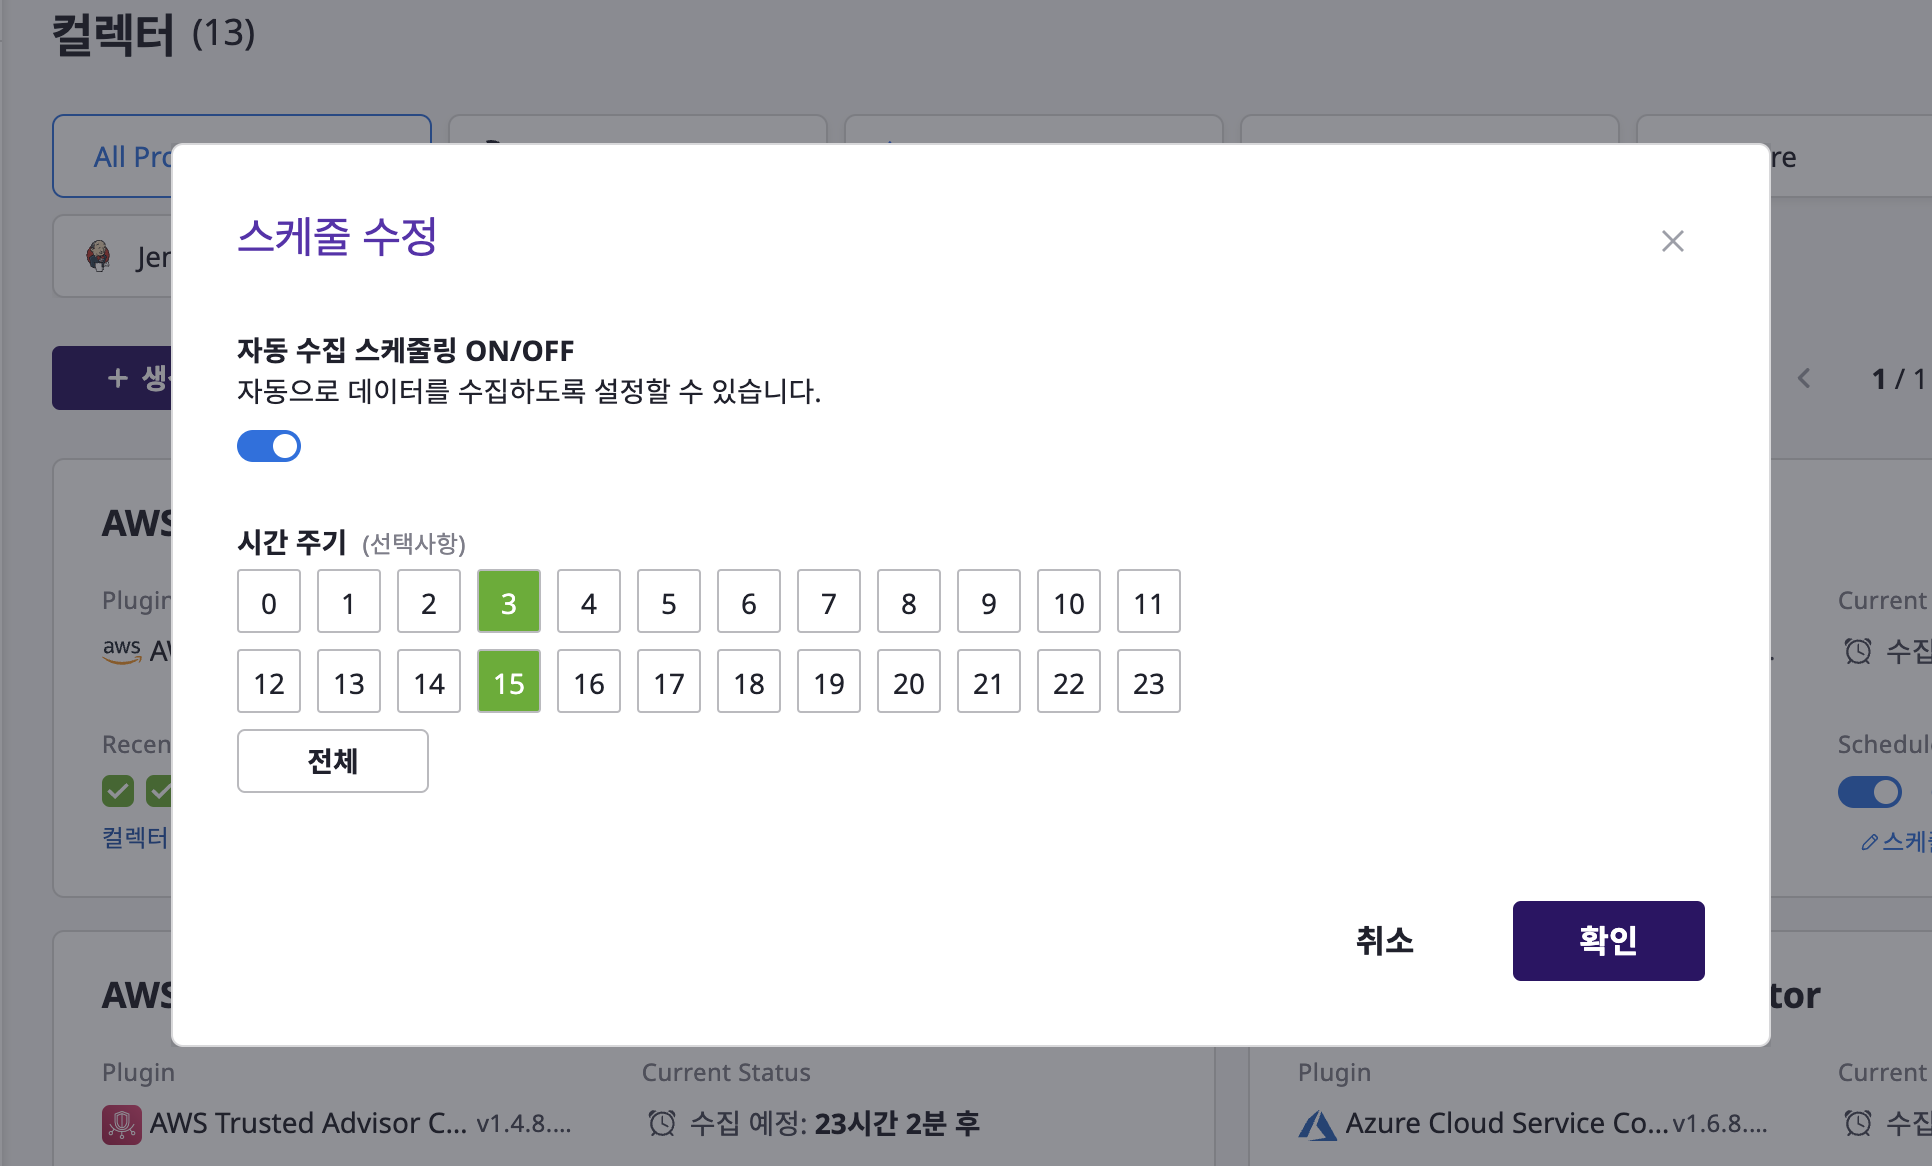 컬렉터 (13)
All Pro
re
Jer
스케줄 수정
자동 수집 스케줄링 ON/OFF
자동으로 데이터를 수집하도록 설정할 수 있습니다.
+ 생
1 / 1
시간 주기 (선택사항)
0 1 2 3 4 5 6 7 8 9 10 11
12 13 14 15 16 17 18 19 20 21 22 23
전체
취소
확인
AWS
Plugin
aws
Current
수집
Recen
컬렉터
Schedul
스케줄
AWS
tor
Plugin
Current Status
AWS Trusted Advisor C... v1.4.8....
수집 예정: 23시간 2분 후
Plugin
Current
Azure Cloud Service Co... v1.6.8....
수집